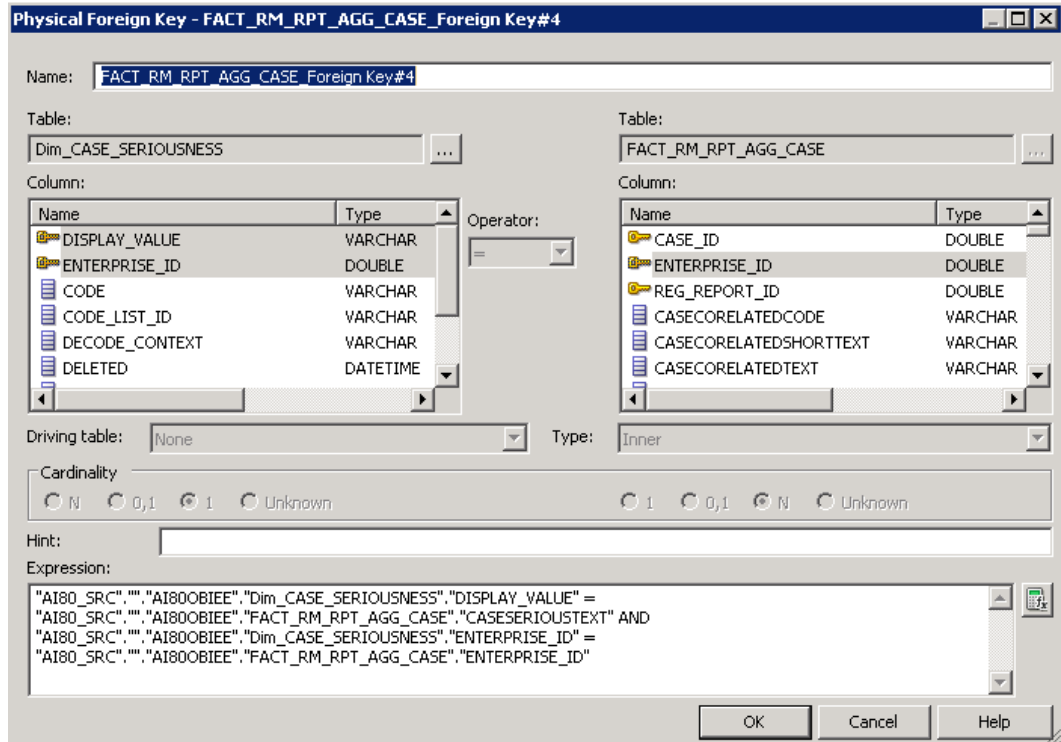 Physical Foreign Key - FACT_RM_RPT_AGG_CASE_Foreign Key#4
Name: FACT_RM_RPT_AGG_CASE_Foreign Key#4
Table: Table:
Dim_CASE_SERIOUSNESS ... FACT_RM_RPT_AGG_CASE ...
Column: Column:
Name Type Operator: Name Type
DISPLAY_VALUE VARCHAR CASE_ID DOUBLE
ENTERPRISE_ID DOUBLE = ENTERPRISE_ID DOUBLE
CODE VARCHAR REG_REPORT_ID DOUBLE
CODE_LIST_ID VARCHAR CASECORELATEDCODE VARCHAR
DECODE_CONTEXT VARCHAR CASECORELATEDSHORTTEXT VARCHAR
DELETED DATETIME CASECORELATEDTEXT VARCHAR
Driving table: None Type: Inner
Cardinality
N 0,1 1 Unknown 1 0,1 N Unknown
Hint:
Expression:
"AI80_SRC"."".​"AI80OBIEE"."Dim_CASE_SERIOUSNESS"."DISPLAY_VALUE" =
"AI80_SRC"."".​"AI80OBIEE"."FACT_RM_RPT_AGG_CASE"."CASESERIOUSTEXT" AND
"AI80_SRC"."".​"AI80OBIEE"."Dim_CASE_SERIOUSNESS"."ENTERPRISE_ID" =
"AI80_SRC"."".​"AI80OBIEE"."FACT_RM_RPT_AGG_CASE"."ENTERPRISE_ID"
OK Cancel Help